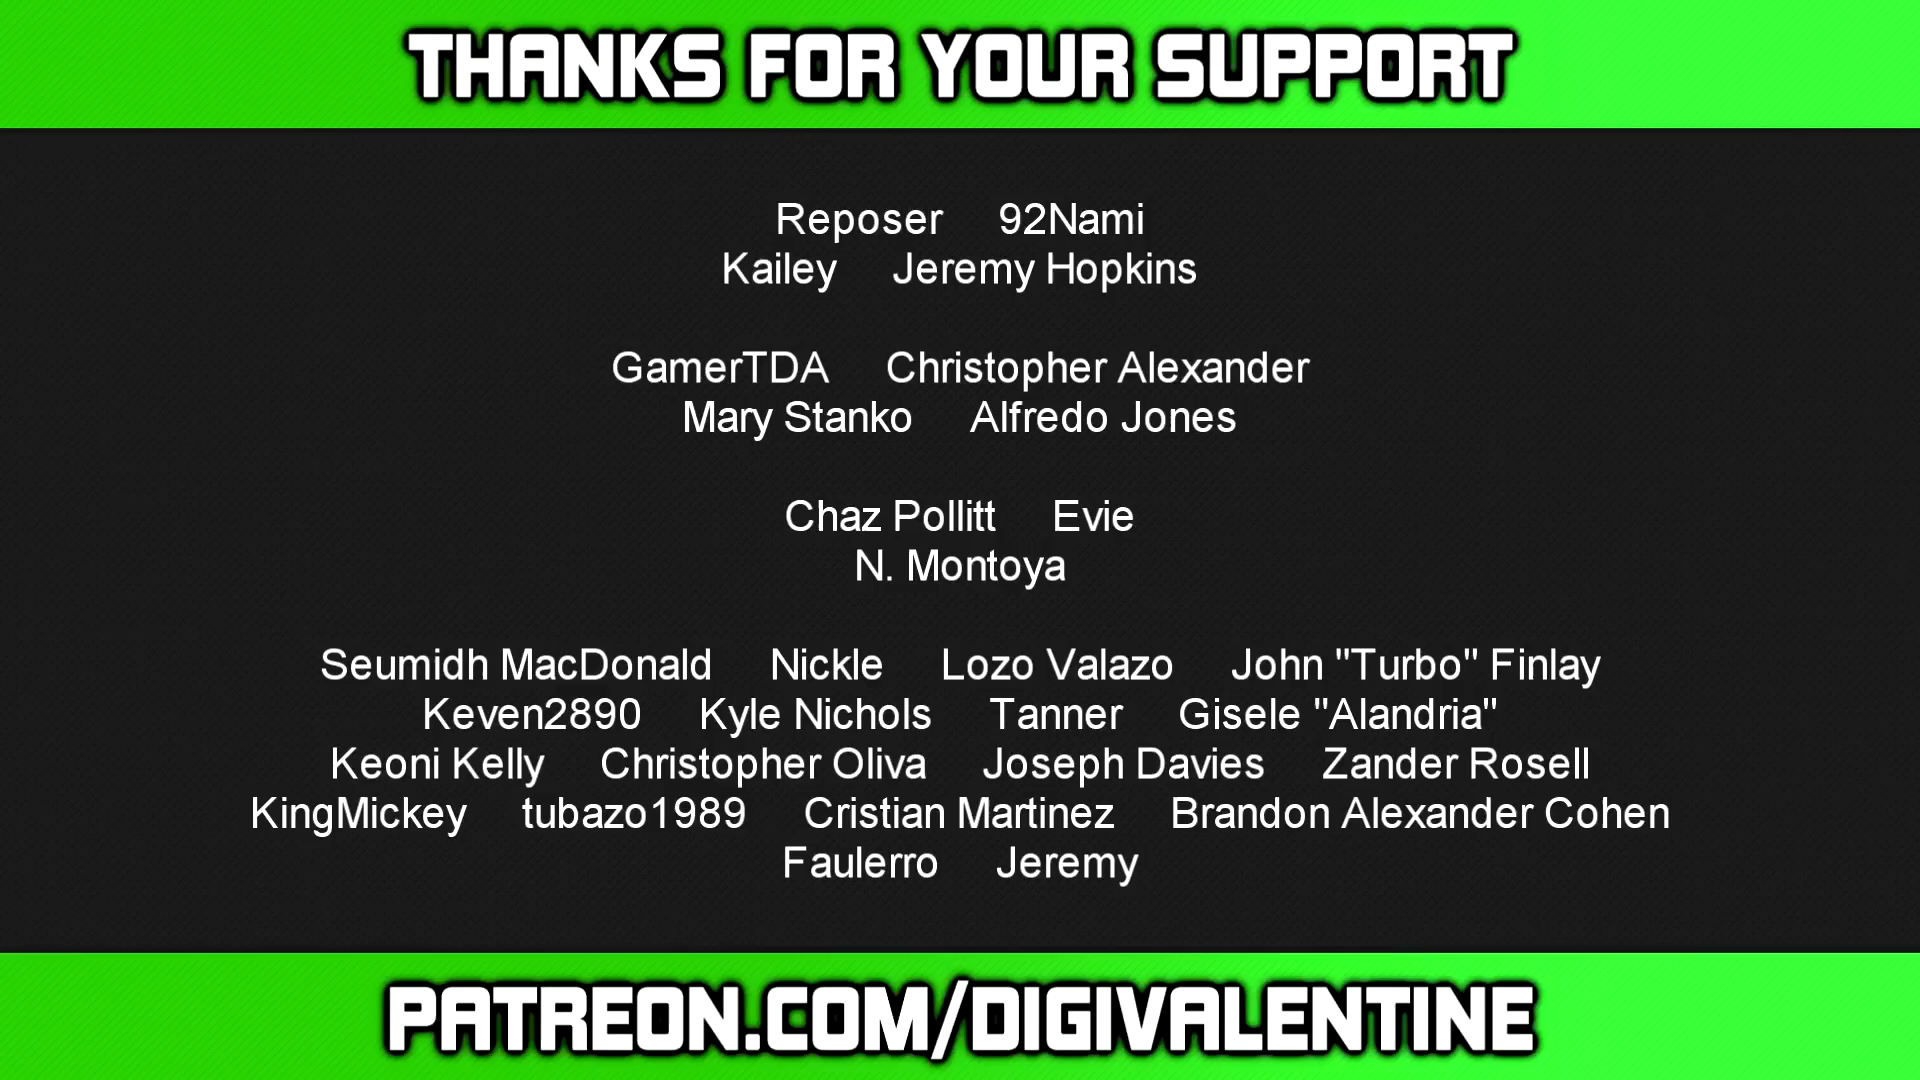 THANKS FOR YOUR SUPPORT
Reposer 92Nami
Kailey Jeremy Hopkins
GamerTDA Christopher Alexander
Mary Stanko Alfredo Jones
Chaz Pollitt Evie
N. Montoya
Seumidh MacDonald Nickle Lozo Valazo John "Turbo" Finlay
Keven2890 Kyle Nichols Tanner Gisele "Alandria"
Keoni Kelly Christopher Oliva Joseph Davies Zander Rosell
KingMickey tubazo1989 Cristian Martinez Brandon Alexander Cohen
Faulerro Jeremy
PATREON.COM/DIGIVALENTINE